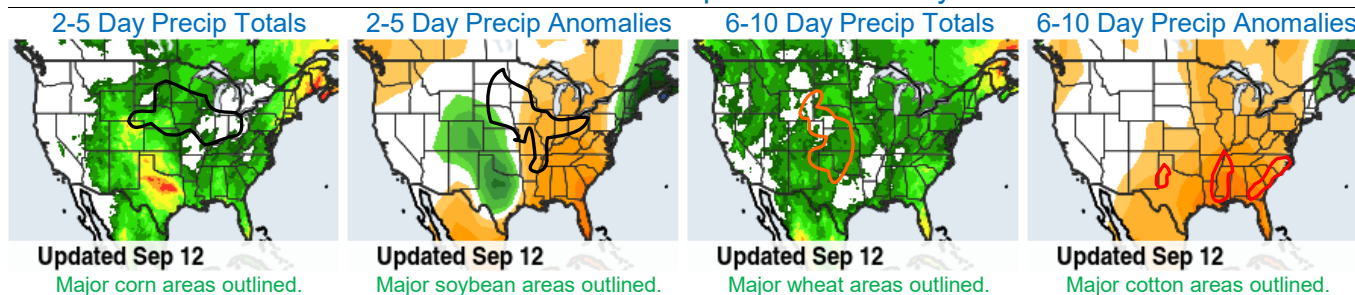 2-5 Day Precip Totals
2-5 Day Precip Anomalies
6-10 Day Precip Totals
6-10 Day Precip Anomalies
Updated Sep 12
Updated Sep 12
Updated Sep 12
Updated Sep 12
Major corn areas outlined.
Major soybean areas outlined.
Major wheat areas outlined.
Major cotton areas outlined.